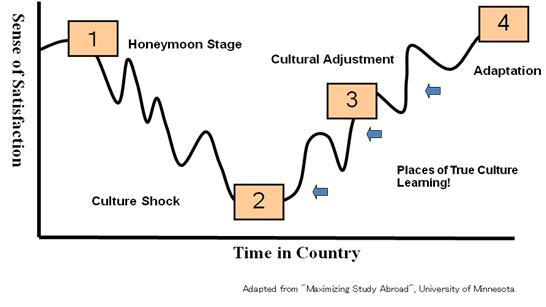 Sense of Satisfaction
1
Honeymoon Stage
4
Cultural Adjustment
Adaptation
3
Places of True Culture
Learning!
Culture Shock
2
Time in Country
Adapted from "Maximizing Study Abroad", University of Minnesota.